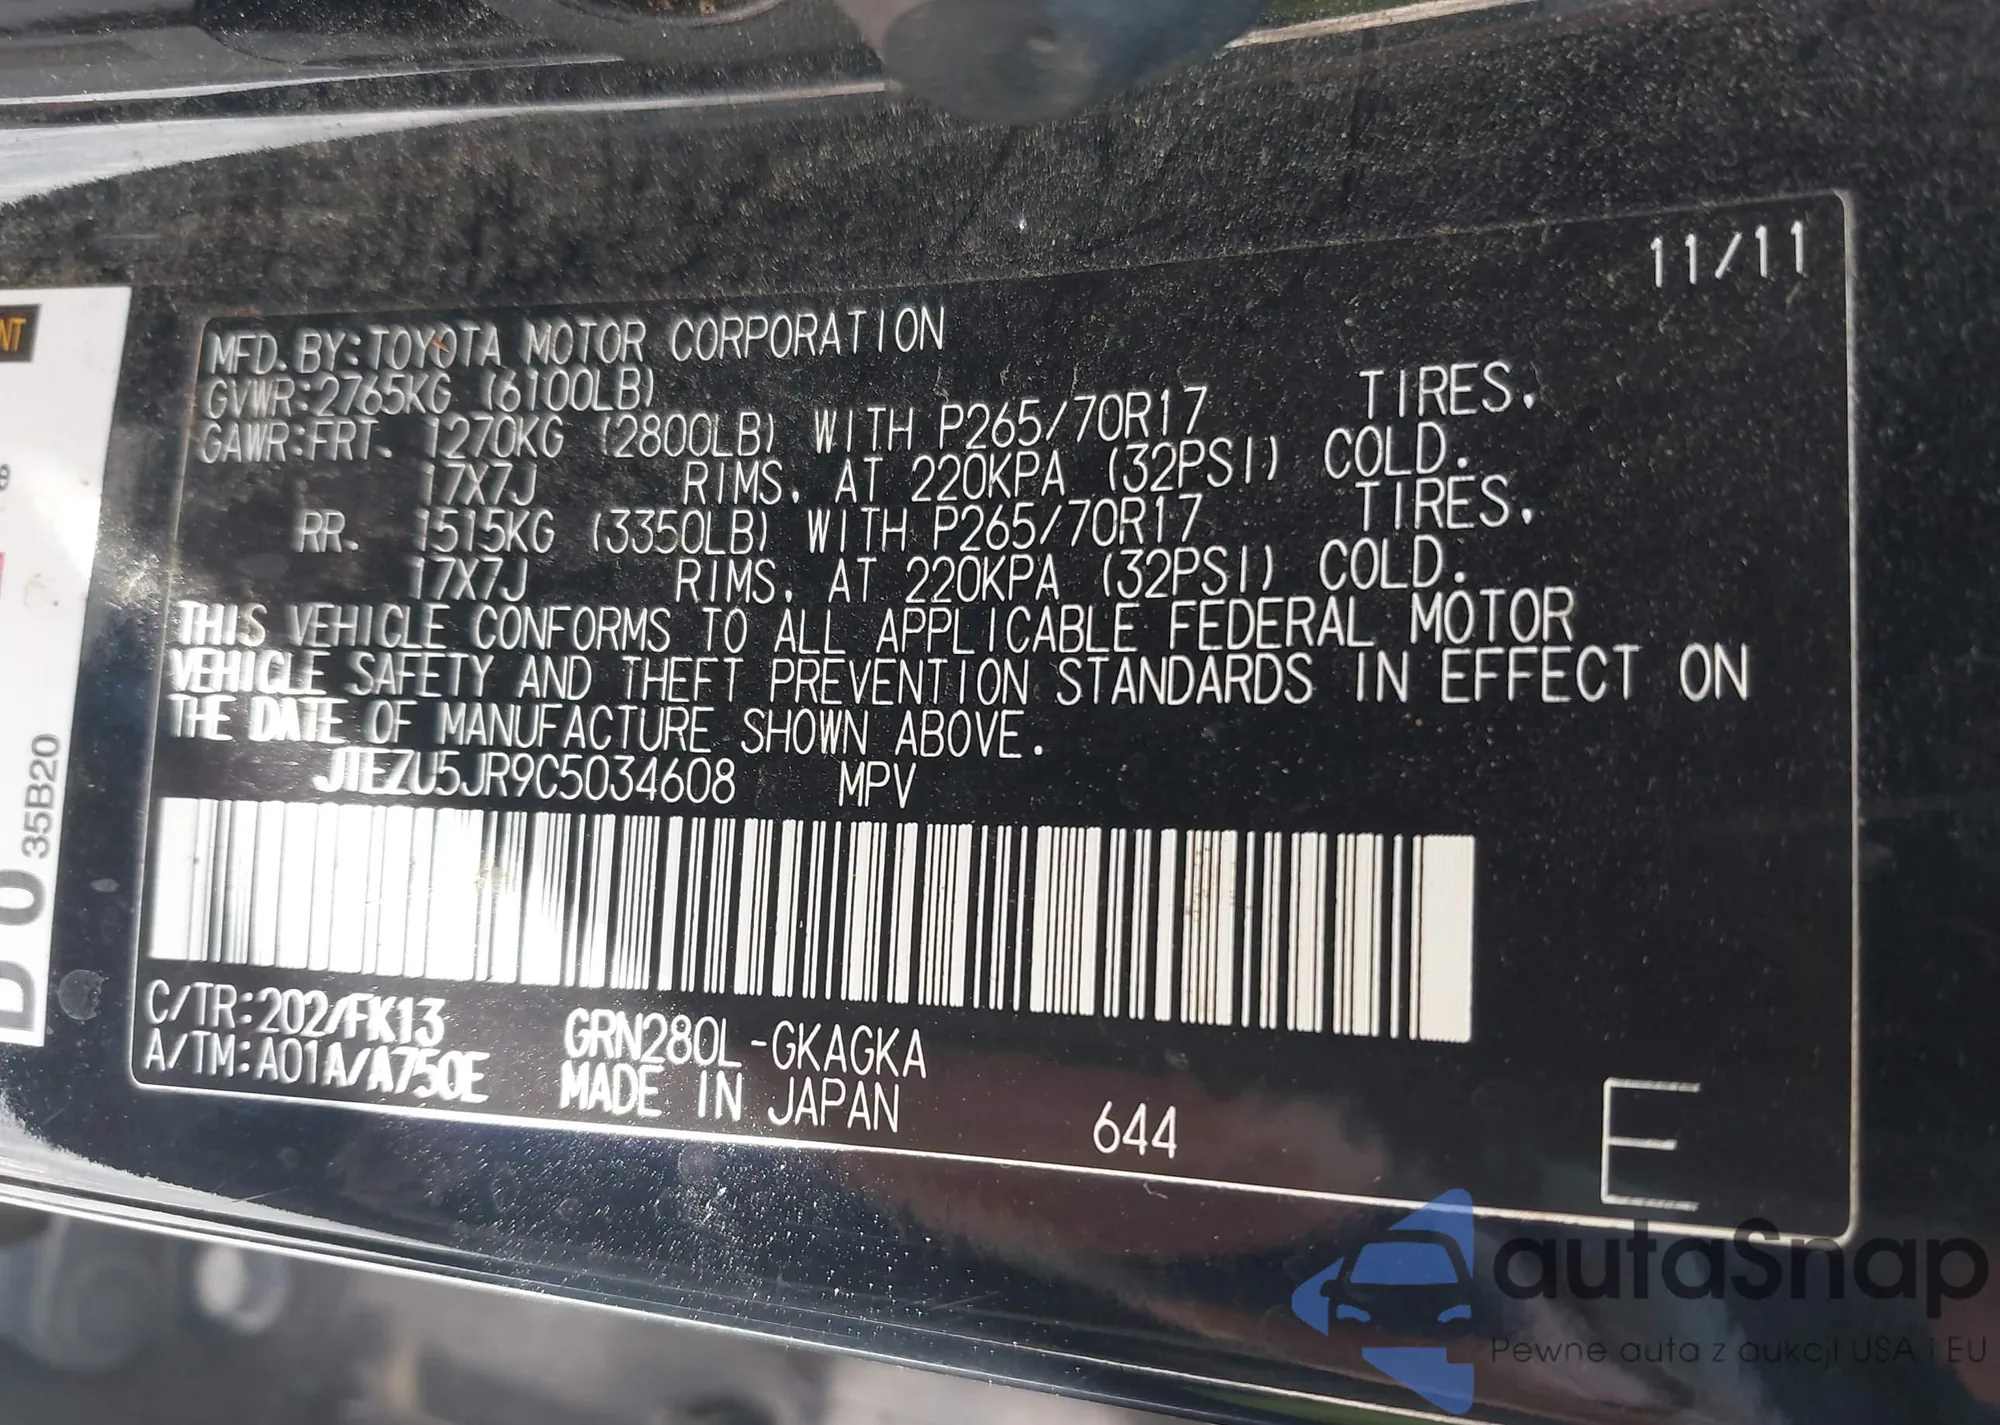 11/11
MFD. BY:TOYOTA MOTOR CORPORATION
GVWR:2765KG (6100LB)
GAWR:FRT. 1270KG (2800LB) WITH P265/70R17 TIRES.
17X7J RIMS. AT 220KPA (32PSI) COLD.
RR. 1515KG (3350LB) WITH P265/70R17 TIRES.
17X7J RIMS. AT 220KPA (32PSI) COLD.
THIS VEHICLE CONFORMS TO ALL APPLICABLE FEDERAL MOTOR
VEHICLE SAFETY AND THEFT PREVENTION STANDARDS IN EFFECT ON
THE DATE OF MANUFACTURE SHOWN ABOVE.
JTEZU5JR9C5034608 MPV
C/TR:202/FK13 GRN280L-GKAGKA
A/TM:A01A/A750E MADE IN JAPAN
644
E
NT
35B20
autaSnap
Pewne auta z aukcji USA i EU